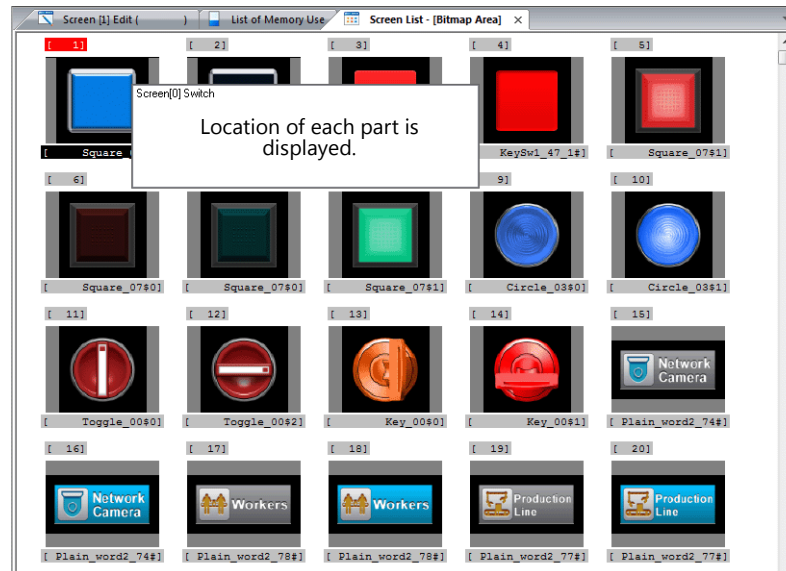 Screen [1] Edit ( )
List of Memory Use
Screen List - [Bitmap Area] ×
[ 1]
[ 2]
[ 3]
[ 4]
[ 5]
Screen[0] Switch
Location of each part is
displayed.
[ Square_
KeySw1_47_1#]
[ Square_07$1]
[ 6]
9]
[ 10]
[ Square_07$0]
[ Square_07$0]
[ Square_07$1]
[ Circle_03$0]
[ Circle_03$1]
[ 11]
[ 12]
[ 13]
[ 14]
[ 15]
Network
Camera
[ Toggle_00$0]
[ Toggle_00$2]
[ Key_00$0]
[ Key_00$1]
[ Plain_word2_74#]
[ 16]
[ 17]
[ 18]
[ 19]
[ 20]
Network
Camera
Workers
Workers
Production
Line
Production
Line
[ Plain_word2_74#]
[ Plain_word2_78#]
[ Plain_word2_78#]
[ Plain_word2_77#]
[ Plain_word2_77#]